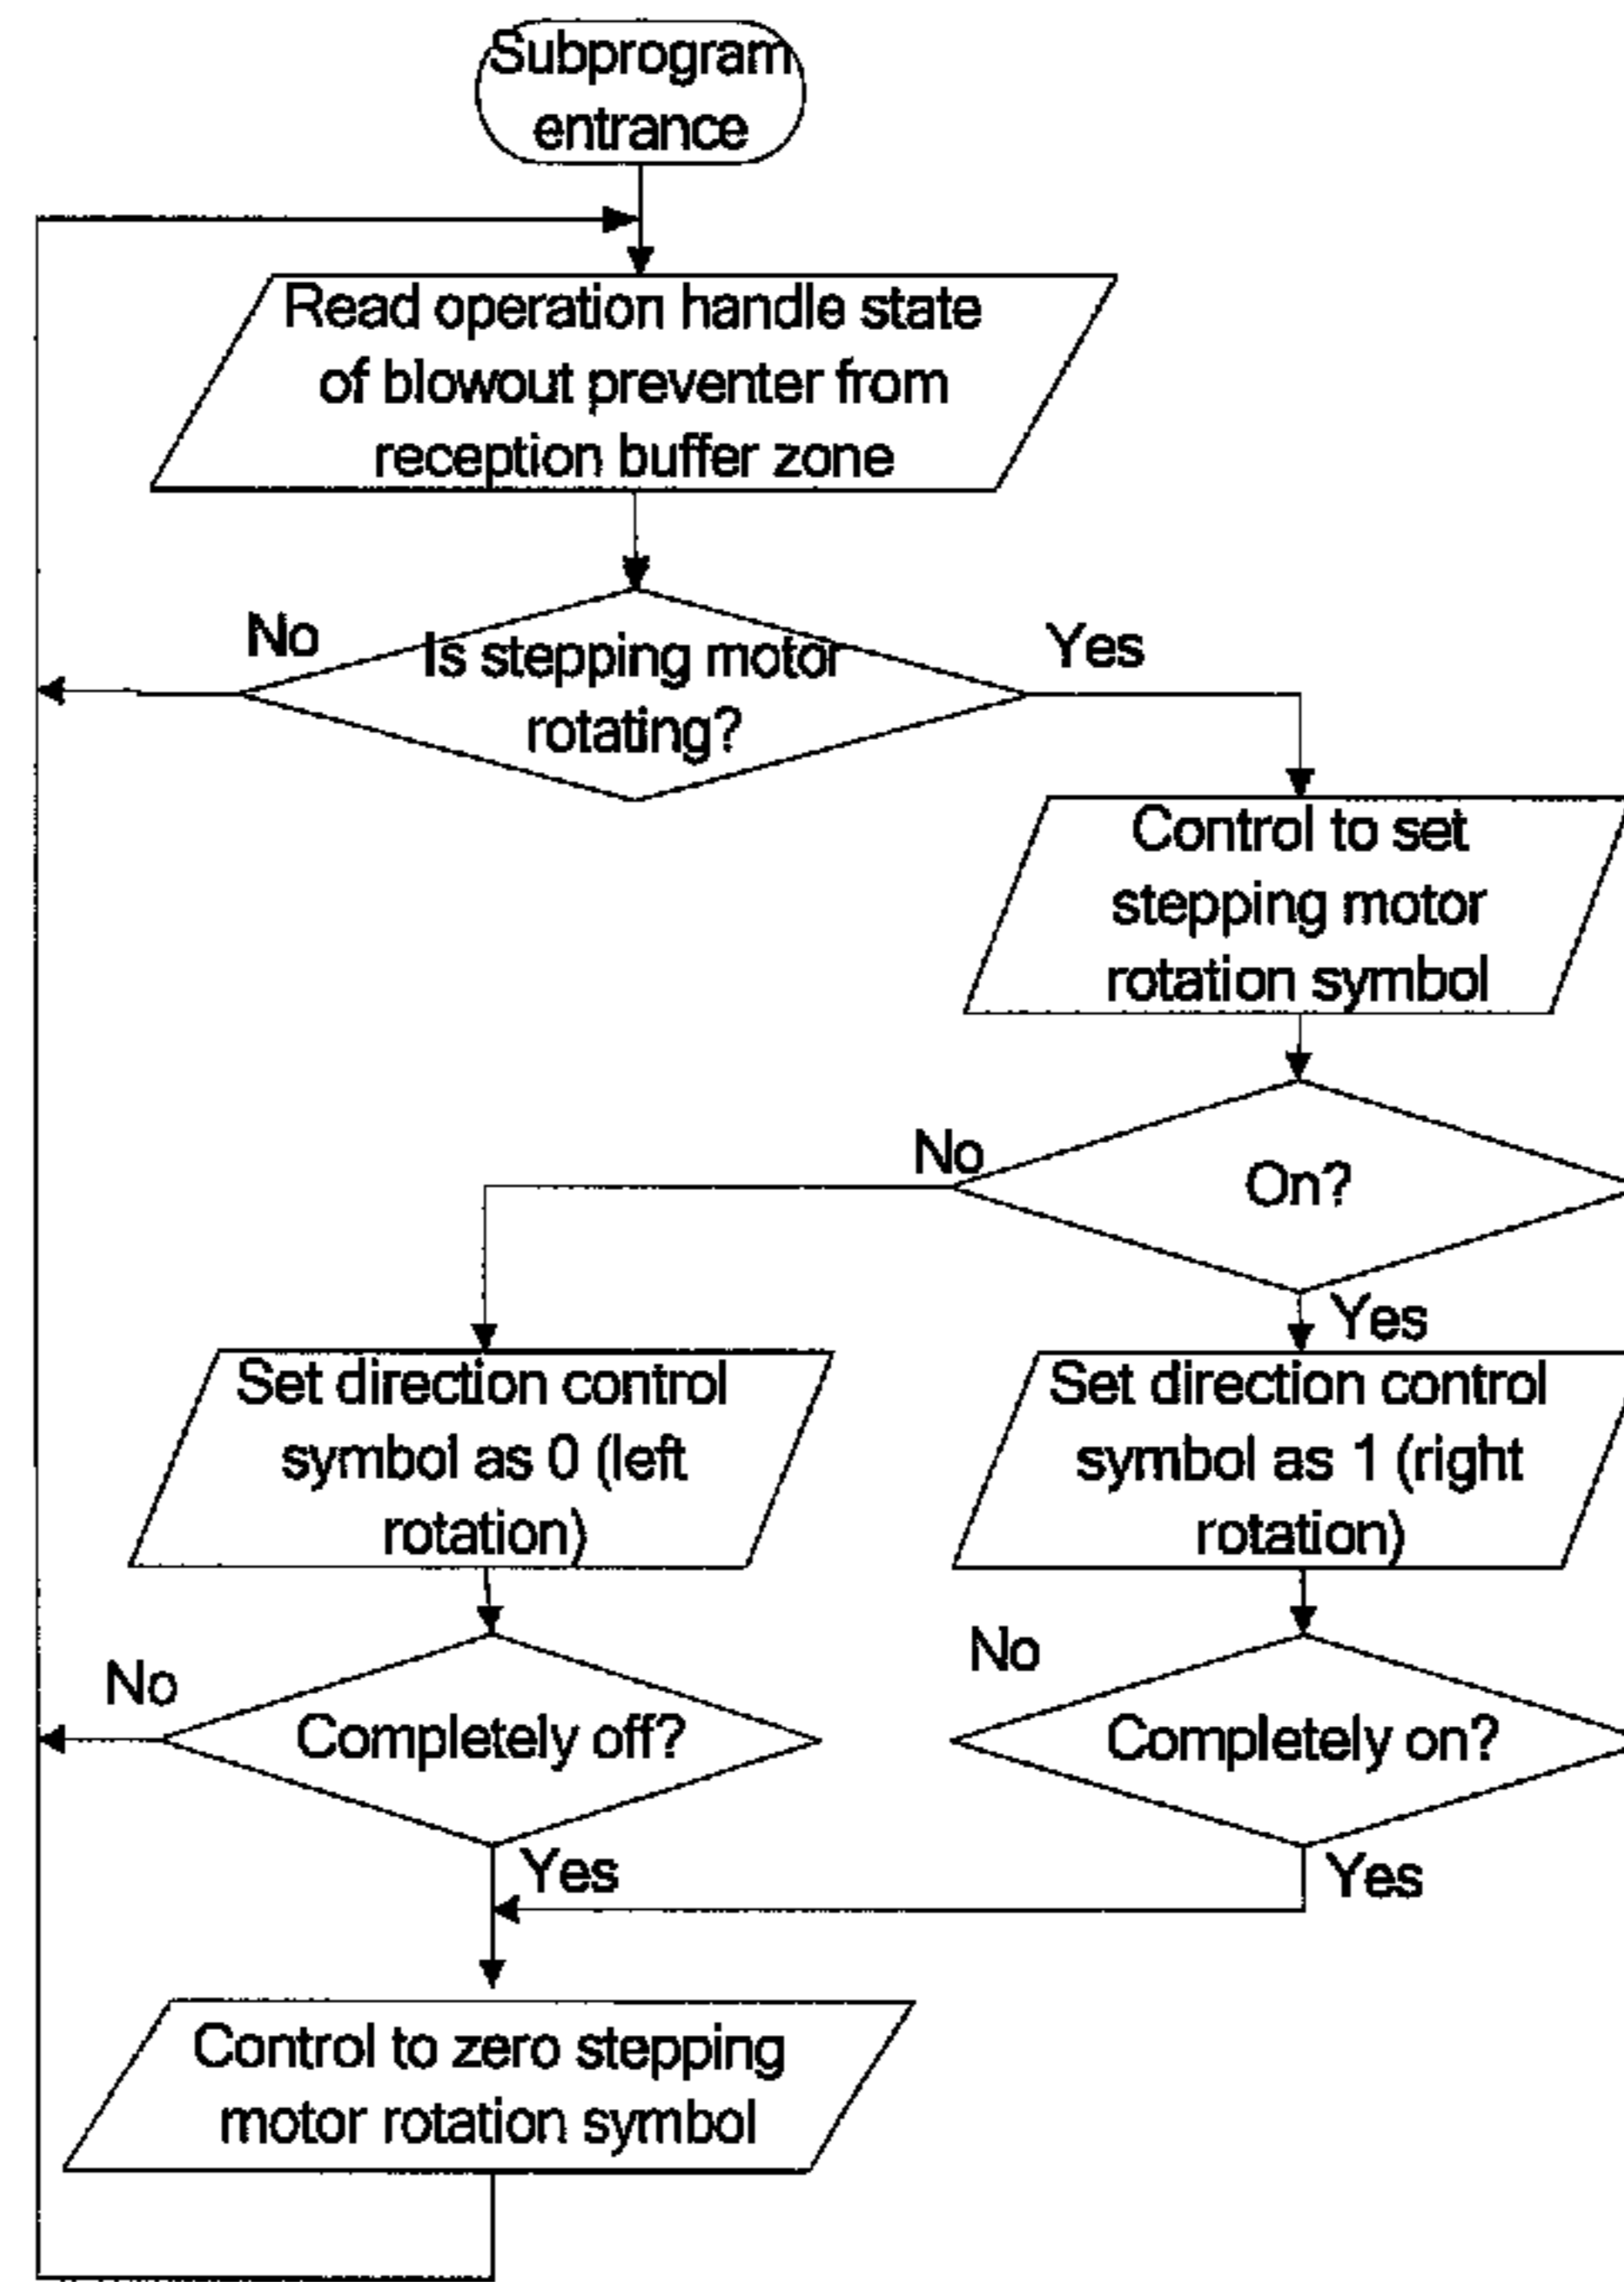 Subprogram
entrance
Read operation handle state
of blowout preventer from
reception buffer zone
No
Is stepping motor
rotating?
Yes
Control to set
stepping motor
rotation symbol
No
On?
Yes
Set direction control
symbol as 0 (left
rotation)
Set direction control
symbol as 1 (right
rotation)
No
Completely off?
Yes
No
Completely on?
Yes
Control to zero stepping
motor rotation symbol